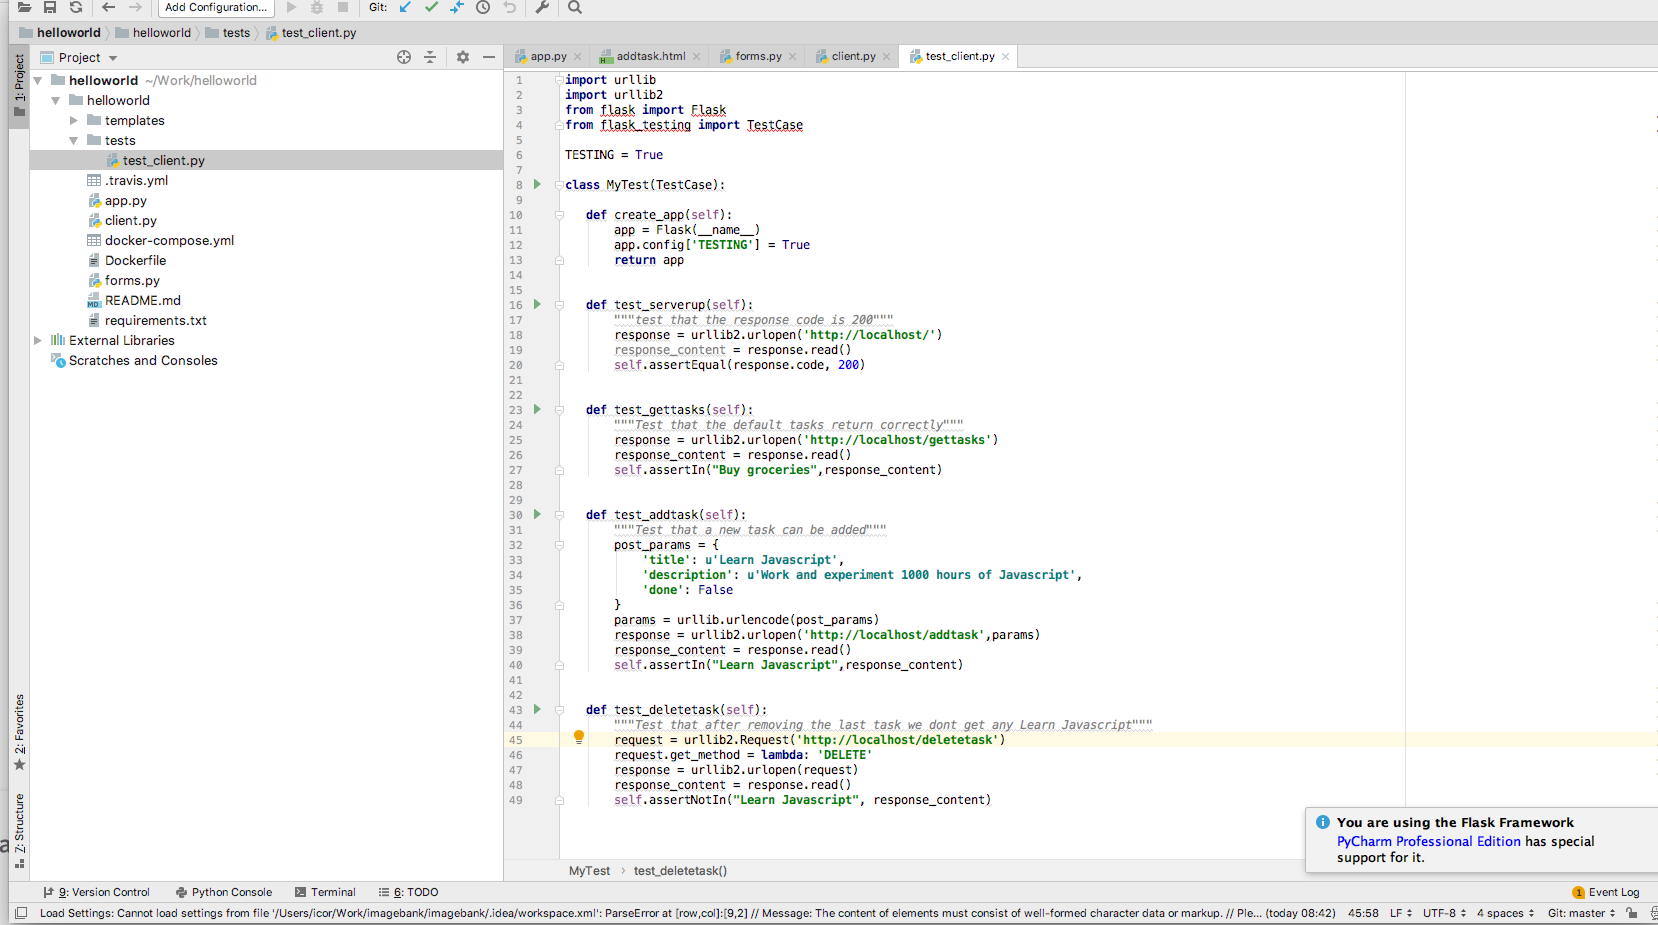 Add Configuration...
Git:
helloworld helloworld tests test_client.py
1: Project
Project
app.py addtask.html forms.py client.py test_client.py
helloworld ~/Work/helloworld
helloworld
templates
tests
test_client.py
.travis.yml
app.py
client.py
docker-compose.yml
Dockerfile
forms.py
README.md
requirements.txt
External Libraries
Scratches and Consoles
2: Favorites
Z: Structure
1 import urllib
2 import urllib2
3 from flask import Flask
4 from flask_testing import TestCase
5
6 TESTING = True
7
8 class MyTest(TestCase):
9
10 def create_app(self):
11 app = Flask(__name__)
12 app.config['TESTING'] = True
13 return app
14
15
16 def test_serverup(self):
17 """test that the response code is 200"""
18 response = urllib2.urlopen('http://localhost/')
19 response_content = response.read()
20 self.assertEqual(response.code, 200)
21
22
23 def test_gettasks(self):
24 """Test that the default tasks return correctly"""
25 response = urllib2.urlopen('http://localhost/gettasks')
26 response_content = response.read()
27 self.assertIn("Buy groceries",response_content)
28
29
30 def test_addtask(self):
31 """Test that a new task can be added"""
32 post_params = {
33 'title': u'Learn Javascript',
34 'description': u'Work and experiment 1000 hours of Javascript',
35 'done': False
36 }
37 params = urllib.urlencode(post_params)
38 response = urllib2.urlopen('http://localhost/addtask',params)
39 response_content = response.read()
40 self.assertIn("Learn Javascript",response_content)
41
42
43 def test_deletetask(self):
44 """Test that after removing the last task we dont get any Learn Javascript"""
45 request = urllib2.Request('http://localhost/deletetask')
46 request.get_method = lambda: 'DELETE'
47 response = urllib2.urlopen(request)
48 response_content = response.read()
49 self.assertNotIn("Learn Javascript", response_content)
You are using the Flask Framework
PyCharm Professional Edition has special
support for it.
MyTest › test_deletetask()
9: Version Control Python Console Terminal 6: TODO
1 Event Log
Load Settings: Cannot load settings from file '/Users/icor/Work/imagebank/imagebank/.idea/workspace.xml': ParseError at [row,col]:[9,2] // Message: The content of elements must consist of well-formed character data or markup. // Ple... (today 08:42) 45:58 LF UTF-8 4 spaces Git: master